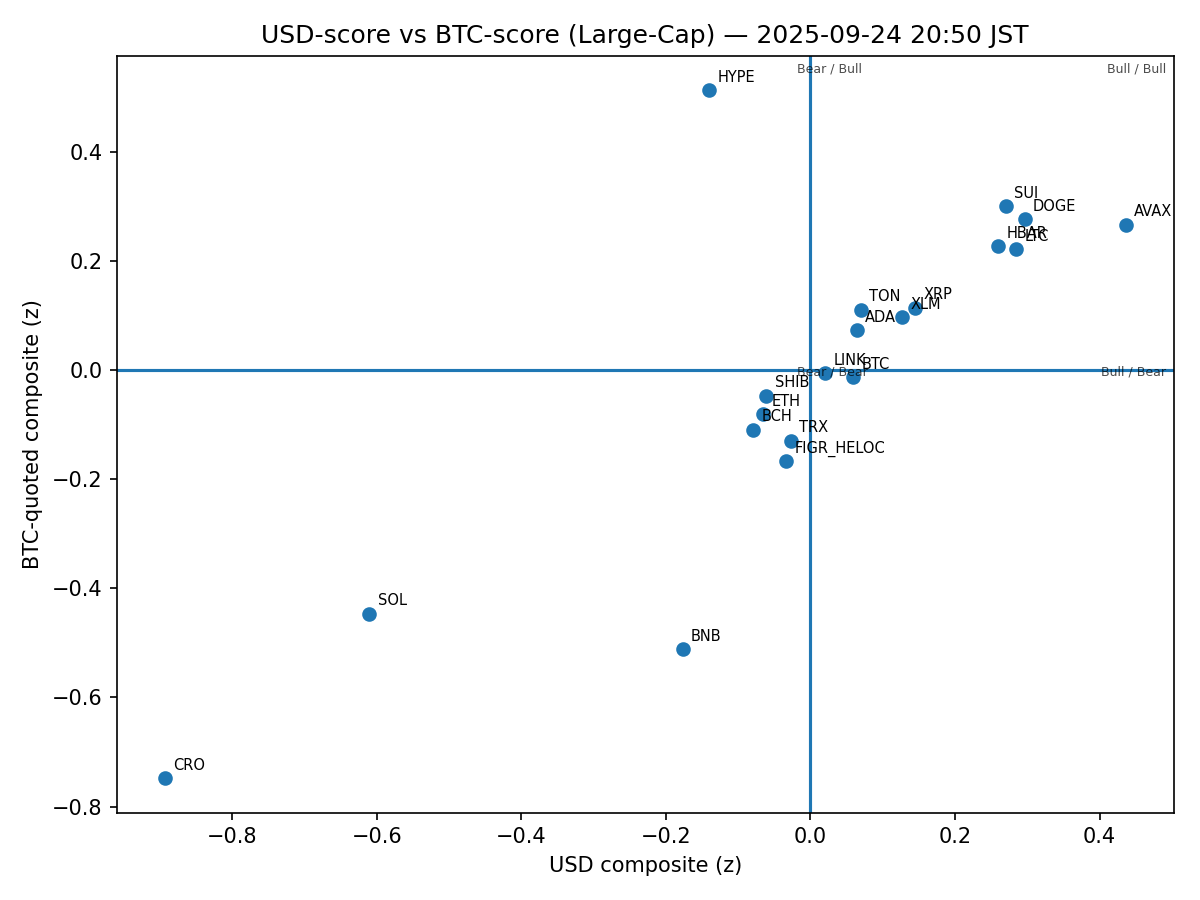 USD-score vs BTC-score (Large-Cap) — 2025-09-24 20:50 JST
Bear / Bull
Bull / Bull
HYPE
0.4
SUI
DOGE
AVAX
HBAR
LTC
0.2
TON
XRP
XLM
ADA
LINK
BTC
0.0
Bear / Bear
Bull / Bear
SHIB
ETH
BCH
TRX
FIGR_HELOC
−0.2
−0.4
SOL
BNB
−0.6
CRO
−0.8
BTC-quoted composite (z)
−0.8 −0.6 −0.4 −0.2 0.0 0.2 0.4
USD composite (z)